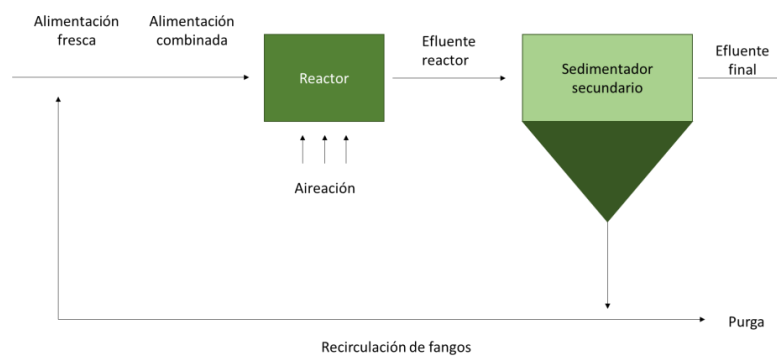 Alimentación
fresca
Alimentación
combinada
Reactor
Efluente
reactor
Sedimentador
secundario
Efluente
final
Aireación
Purga
Recirculación de fangos